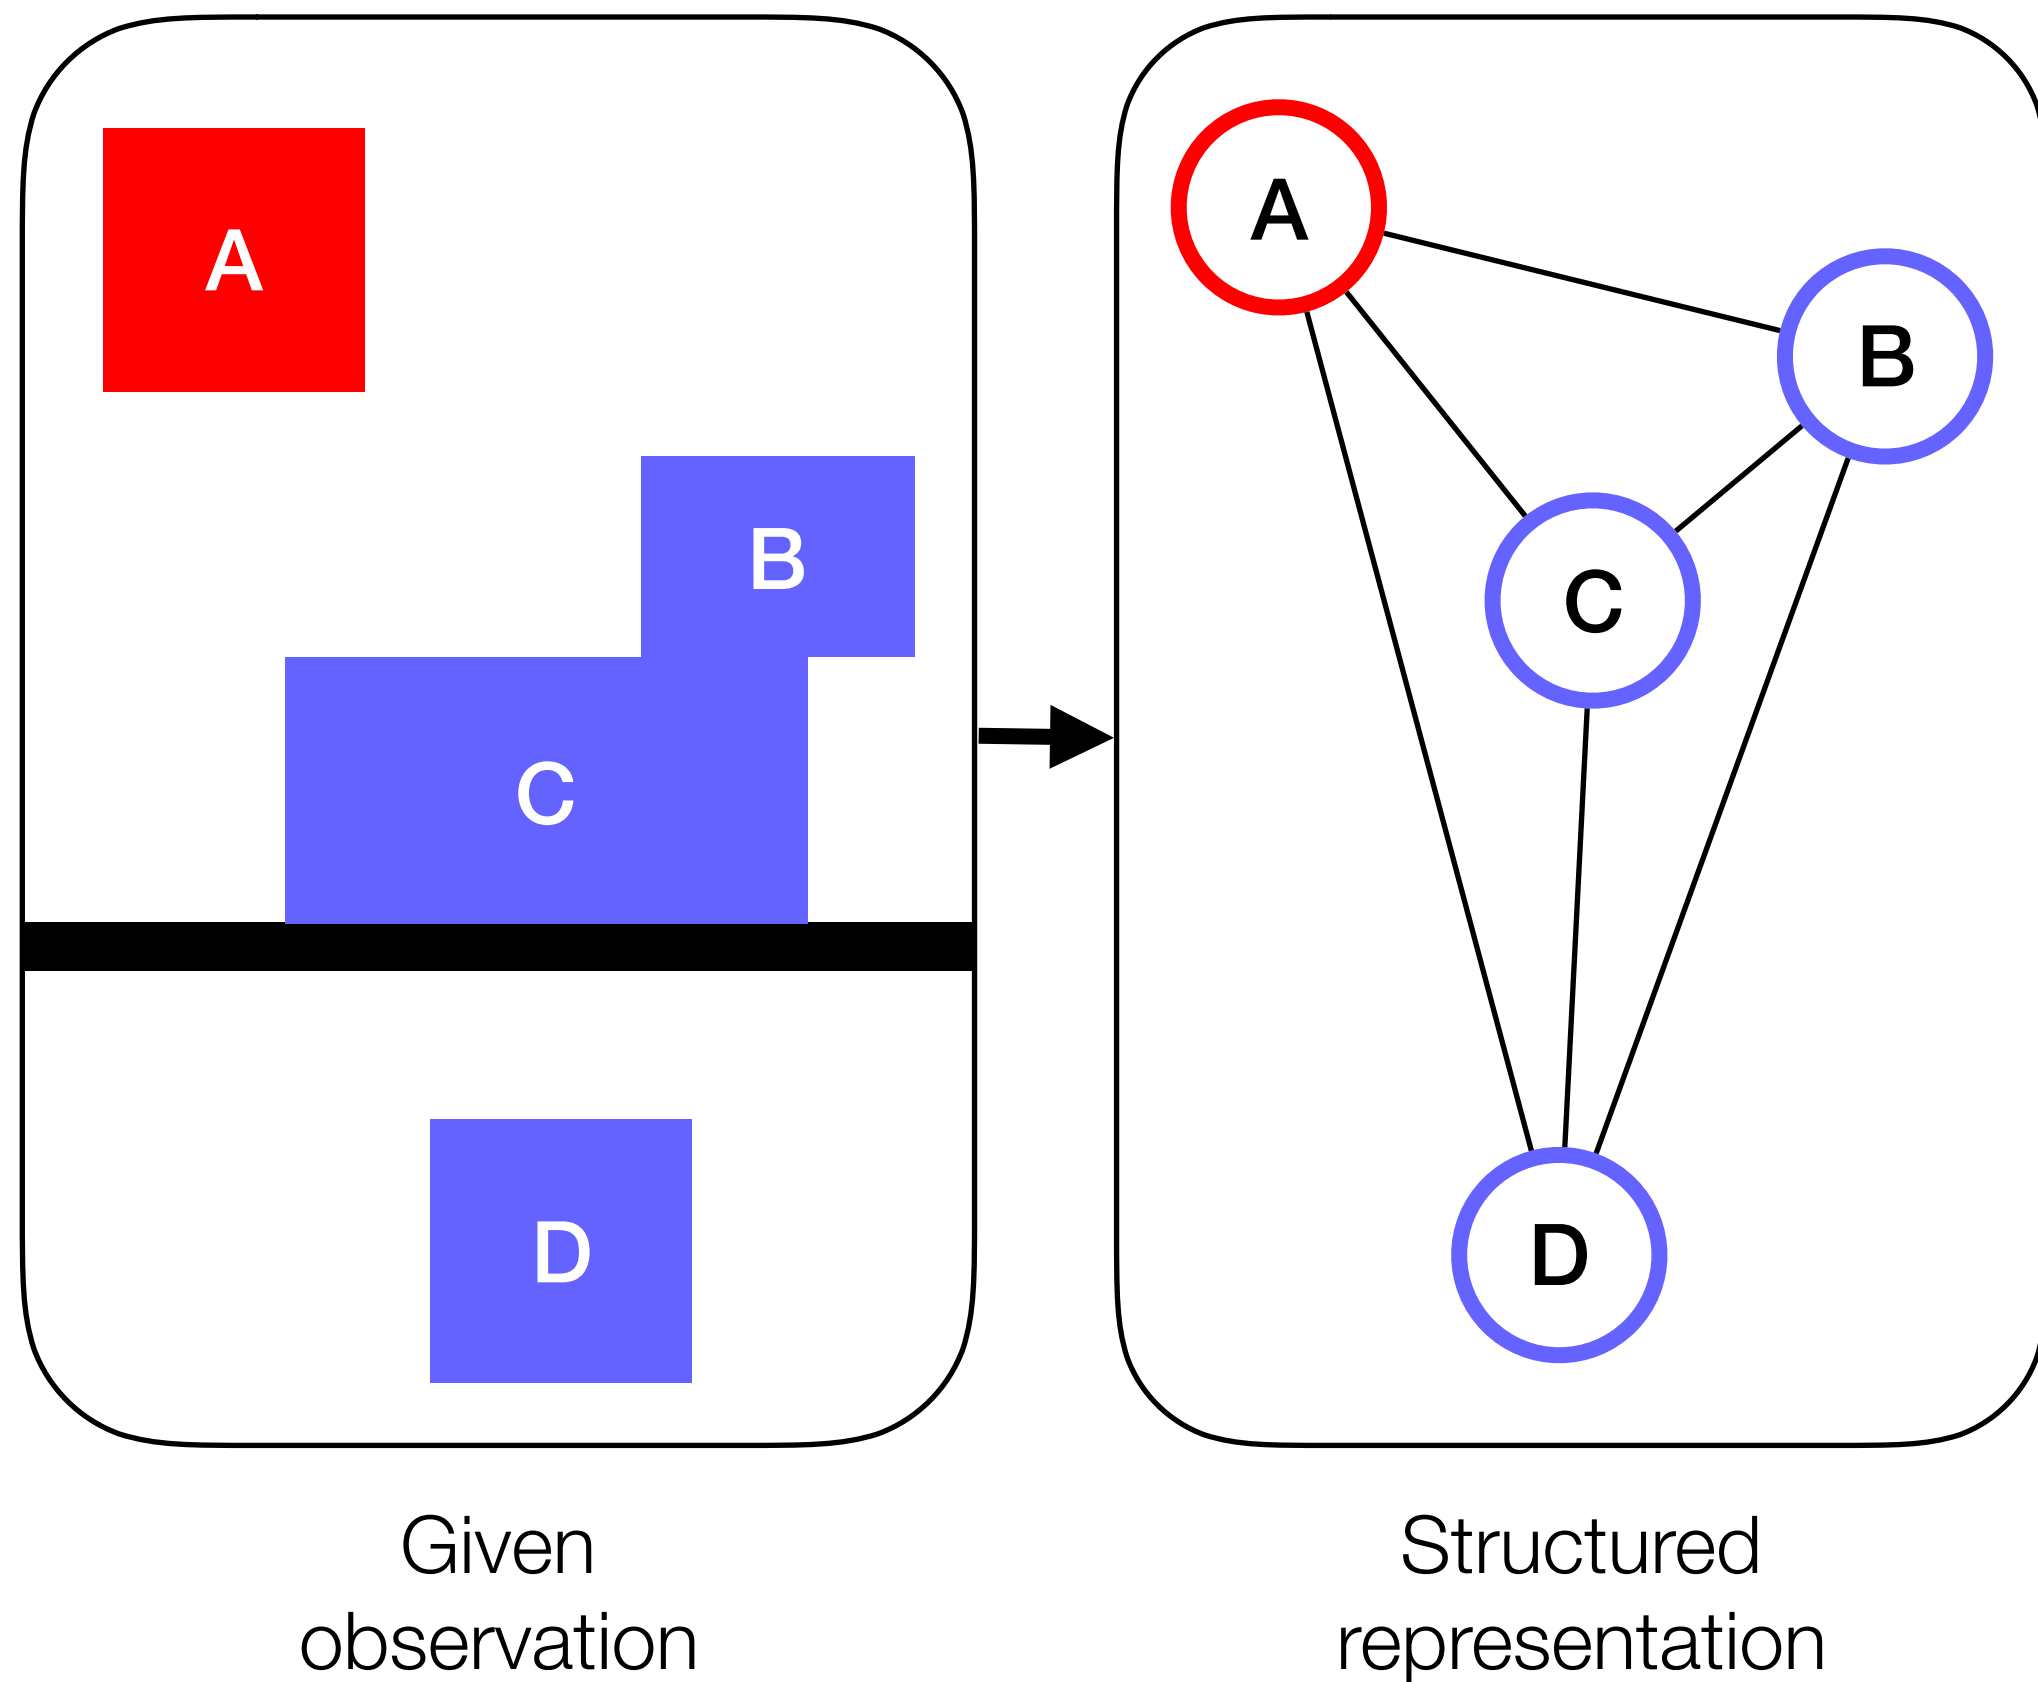 A
B
C
D
Given
observation
A
B
C
D
Structured
representation